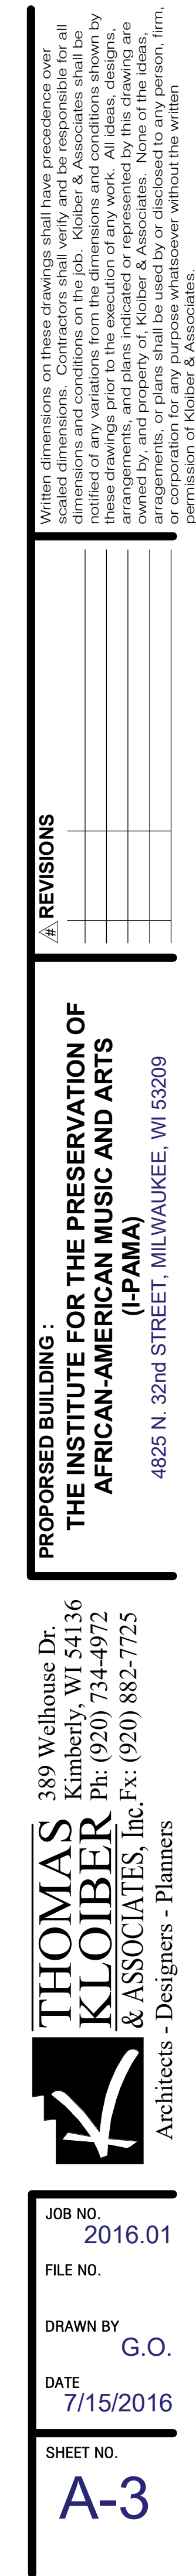 Written dimensions on these drawings shall have precedence over
scaled dimensions.  Contractors shall verify and be responsible for all
dimensions and conditions on the job.  Kloiber & Associates shall be
notified of any variations from the dimensions and conditions shown by
these drawings prior to the execution of any work.  All ideas, designs,
arrangements, and plans indicated or represented by this drawing are
owned by, and property of, Kloiber & Associates.  None of the ideas,
arragements, or plans shall be used by or disclosed to any person, firm,
or corporation for any purpose whatsoever without the written
permission of Kloiber & Associates.
# REVISIONS
PROPORSED BUILDING :
THE INSTITUTE FOR THE PRESERVATION OF
AFRICAN-AMERICAN MUSIC AND ARTS
(I-PAMA)
4825 N. 32nd STREET, MILWAUKEE, WI 53209
THOMAS
KLOIBER
& ASSOCIATES, Inc.
Architects - Designers - Planners
389 Welhouse Dr.
Kimberly, WI 54136
Ph: (920) 734-4972
Fx: (920) 882-7725
JOB NO.
2016.01
FILE NO.
DRAWN BY
G.O.
DATE
7/15/2016
SHEET NO.
A-3